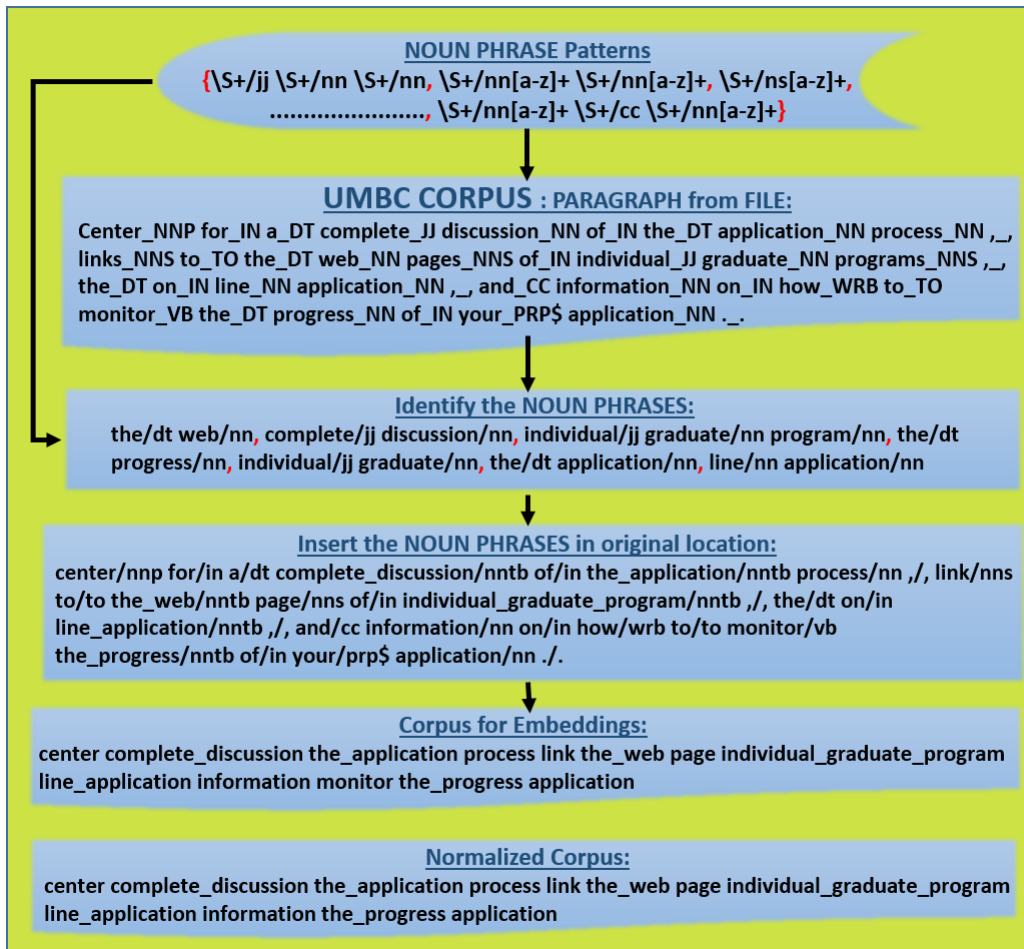 NOUN PHRASE Patterns
{\S+/jj \S+/nn \S+/nn, \S+/nn[a-z]+ \S+/nn[a-z]+, \S+/ns[a-z]+,
........................, \S+/nn[a-z]+ \S+/cc \S+/nn[a-z]+}
UMBC CORPUS : PARAGRAPH from FILE:
Center_NNP for_IN a_DT complete_JJ discussion_NN of_IN the_DT application_NN process_NN ,_,
links_NNS to_TO the_DT web_NN pages_NNS of_IN individual_JJ graduate_NN programs_NNS ,_,
the_DT on_IN line_NN application_NN ,_, and_CC information_NN on_IN how_WRB to_TO
monitor_VB the_DT progress_NN of_IN your_PRP$ application_NN ._.
Identify the NOUN PHRASES:
the/dt web/nn, complete/jj discussion/nn, individual/jj graduate/nn program/nn, the/dt
progress/nn, individual/jj graduate/nn, the/dt application/nn, line/nn application/nn
Insert the NOUN PHRASES in original location:
center/nnp for/in a/dt complete_discussion/nntb of/in the_application/nntb process/nn ,/, link/nns
to/to the_web/nntb page/nns of/in individual_graduate_program/nntb ,/, the/dt on/in
line_application/nntb ,/, and/cc information/nn on/in how/wrb to/to monitor/vb
the_progress/nntb of/in your/prp$ application/nn ./.
Corpus for Embeddings:
center complete_discussion the_application process link the_web page individual_graduate_program
line_application information monitor the_progress application
Normalized Corpus:
center complete_discussion the_application process link the_web page individual_graduate_program
line_application information the_progress application